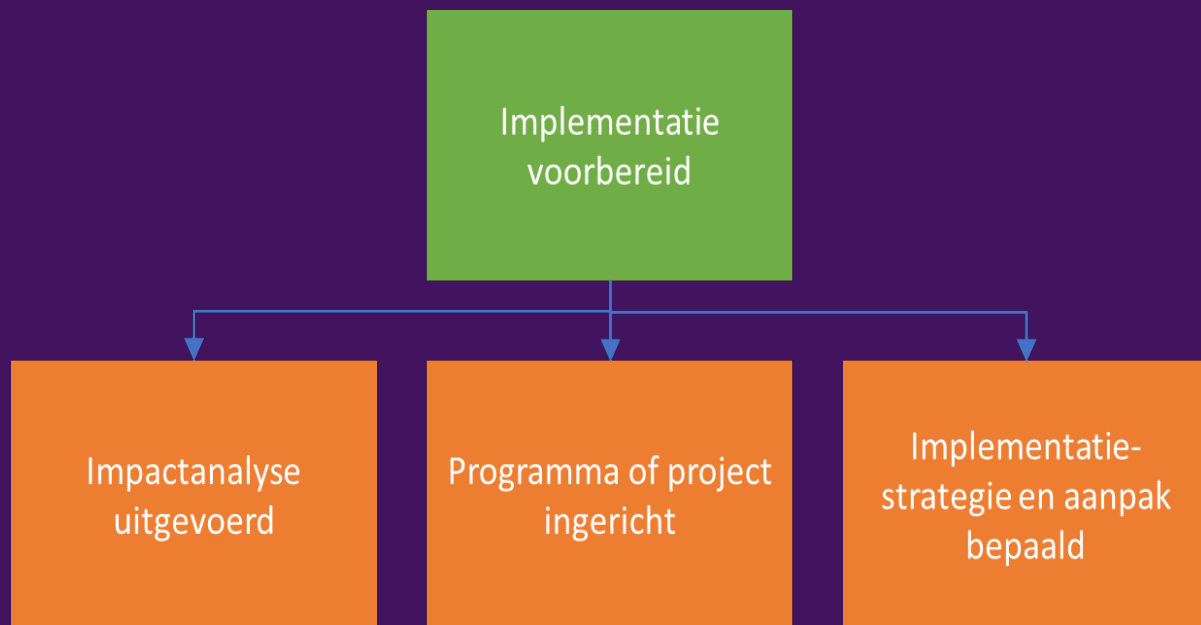 Implementatie
voorbereid
Impactanalyse
uitgevoerd
Programma of project
ingericht
Implementatie-
strategie en aanpak
bepaald